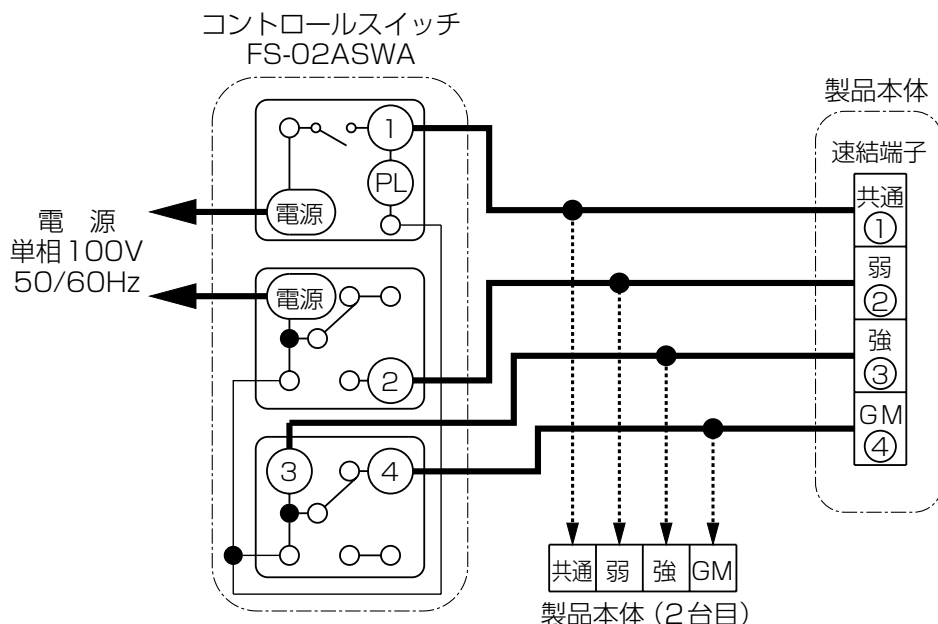 コントロールスイッチ
FS-02ASWA
製品本体
速結端子
1
PL
電源
共通
①
電 源
単相100V
50/60Hz
弱
②
電源
2
強
③
GM
④
3
4
共通 弱 強 GM
製品本体(2台目)